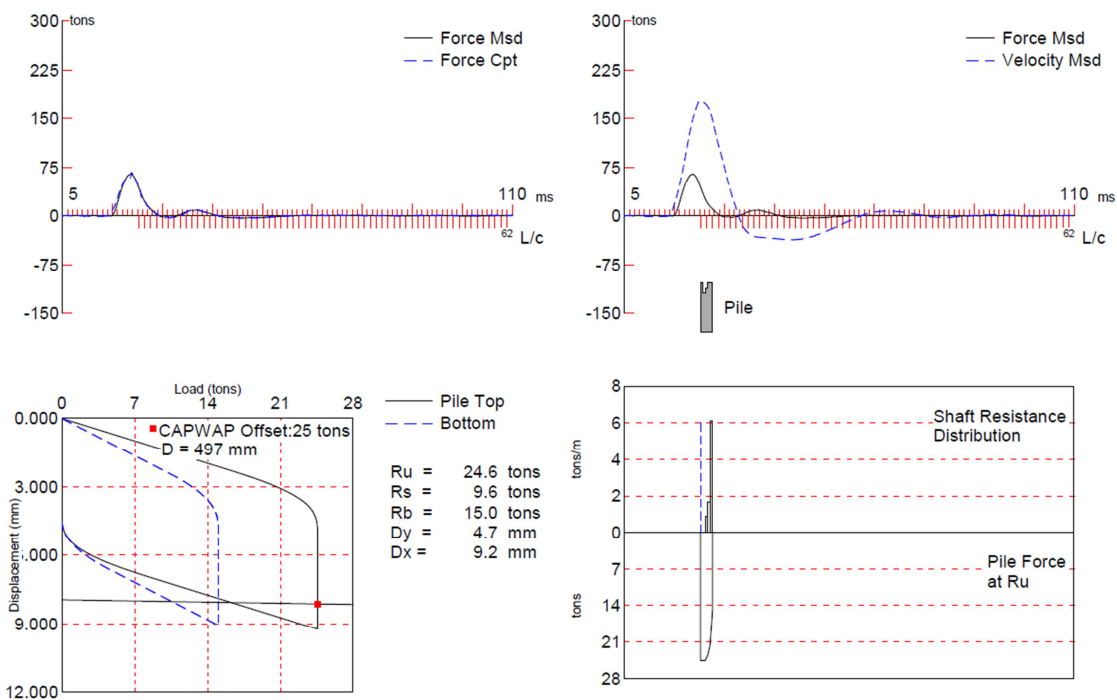 300 tons
225
150
75
0
-75
-150
5
110 ms
62 L/c
Force Msd
Force Cpt
300 tons
225
150
75
0
-75
-150
5
110 ms
62 L/c
Force Msd
Velocity Msd
Pile
Load (tons)
0 7 14 21 28
0.000
3.000
.000
9.000
12.000
Displacement (mm)
CAPWAP Offset:25 tons
D = 497 mm
Pile Top
Bottom
Ru = 24.6 tons
Rs = 9.6 tons
Rb = 15.0 tons
Dy = 4.7 mm
Dx = 9.2 mm
8
6
4
2
0
7
14
21
28
tons/m
tons
Shaft Resistance
Distribution
Pile Force
at Ru